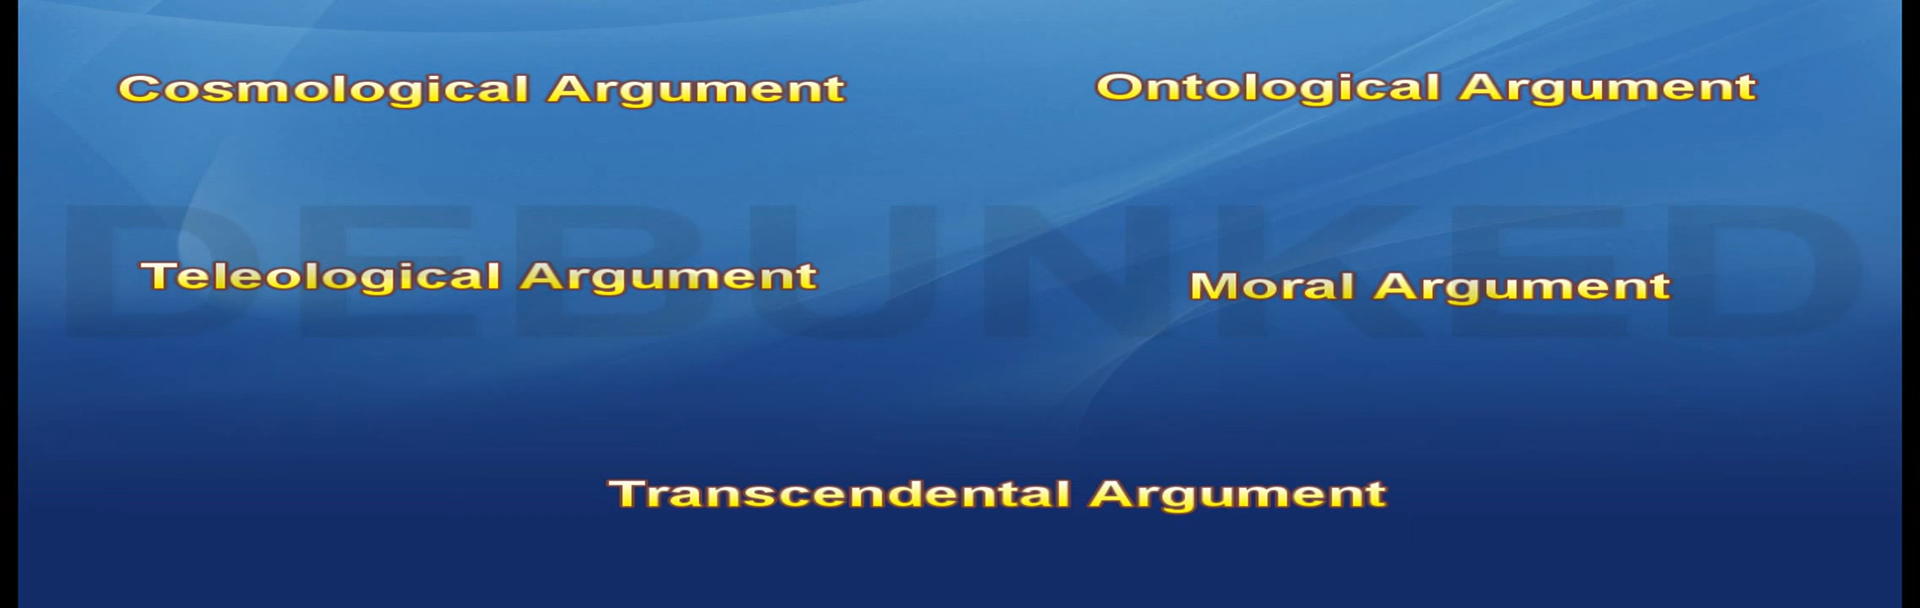 Cosmological Argument
Ontological Argument
DEBUNKED
Teleological Argument
Moral Argument
Transcendental Argument